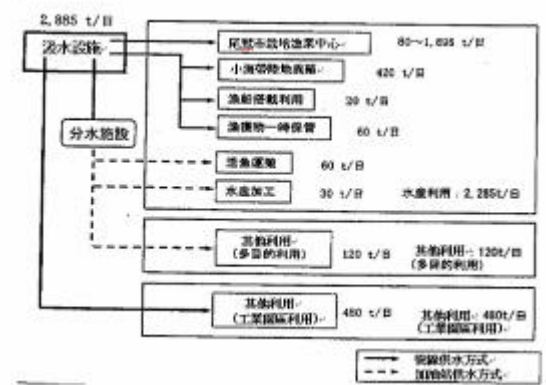 2,885 t/日
汲水設施
分水施設
尾鷲市栽培漁業中心
80～1,695 t/日
小海帶陸地養殖
420 t/日
漁船搭載利用
30 t/日
漁獲物一時保管
60 t/日
活魚運輸
60 t/日
水産加工
30 t/日
水產利用：2,285t/日
其他利用
(多目的利用)
120 t/日
其他利用：120t/日
(多目的利用)
其他利用
(工業園區利用)
480 t/日
其他利用：480t/日
(工業園區利用)
管線供水方式
加油站供水方式